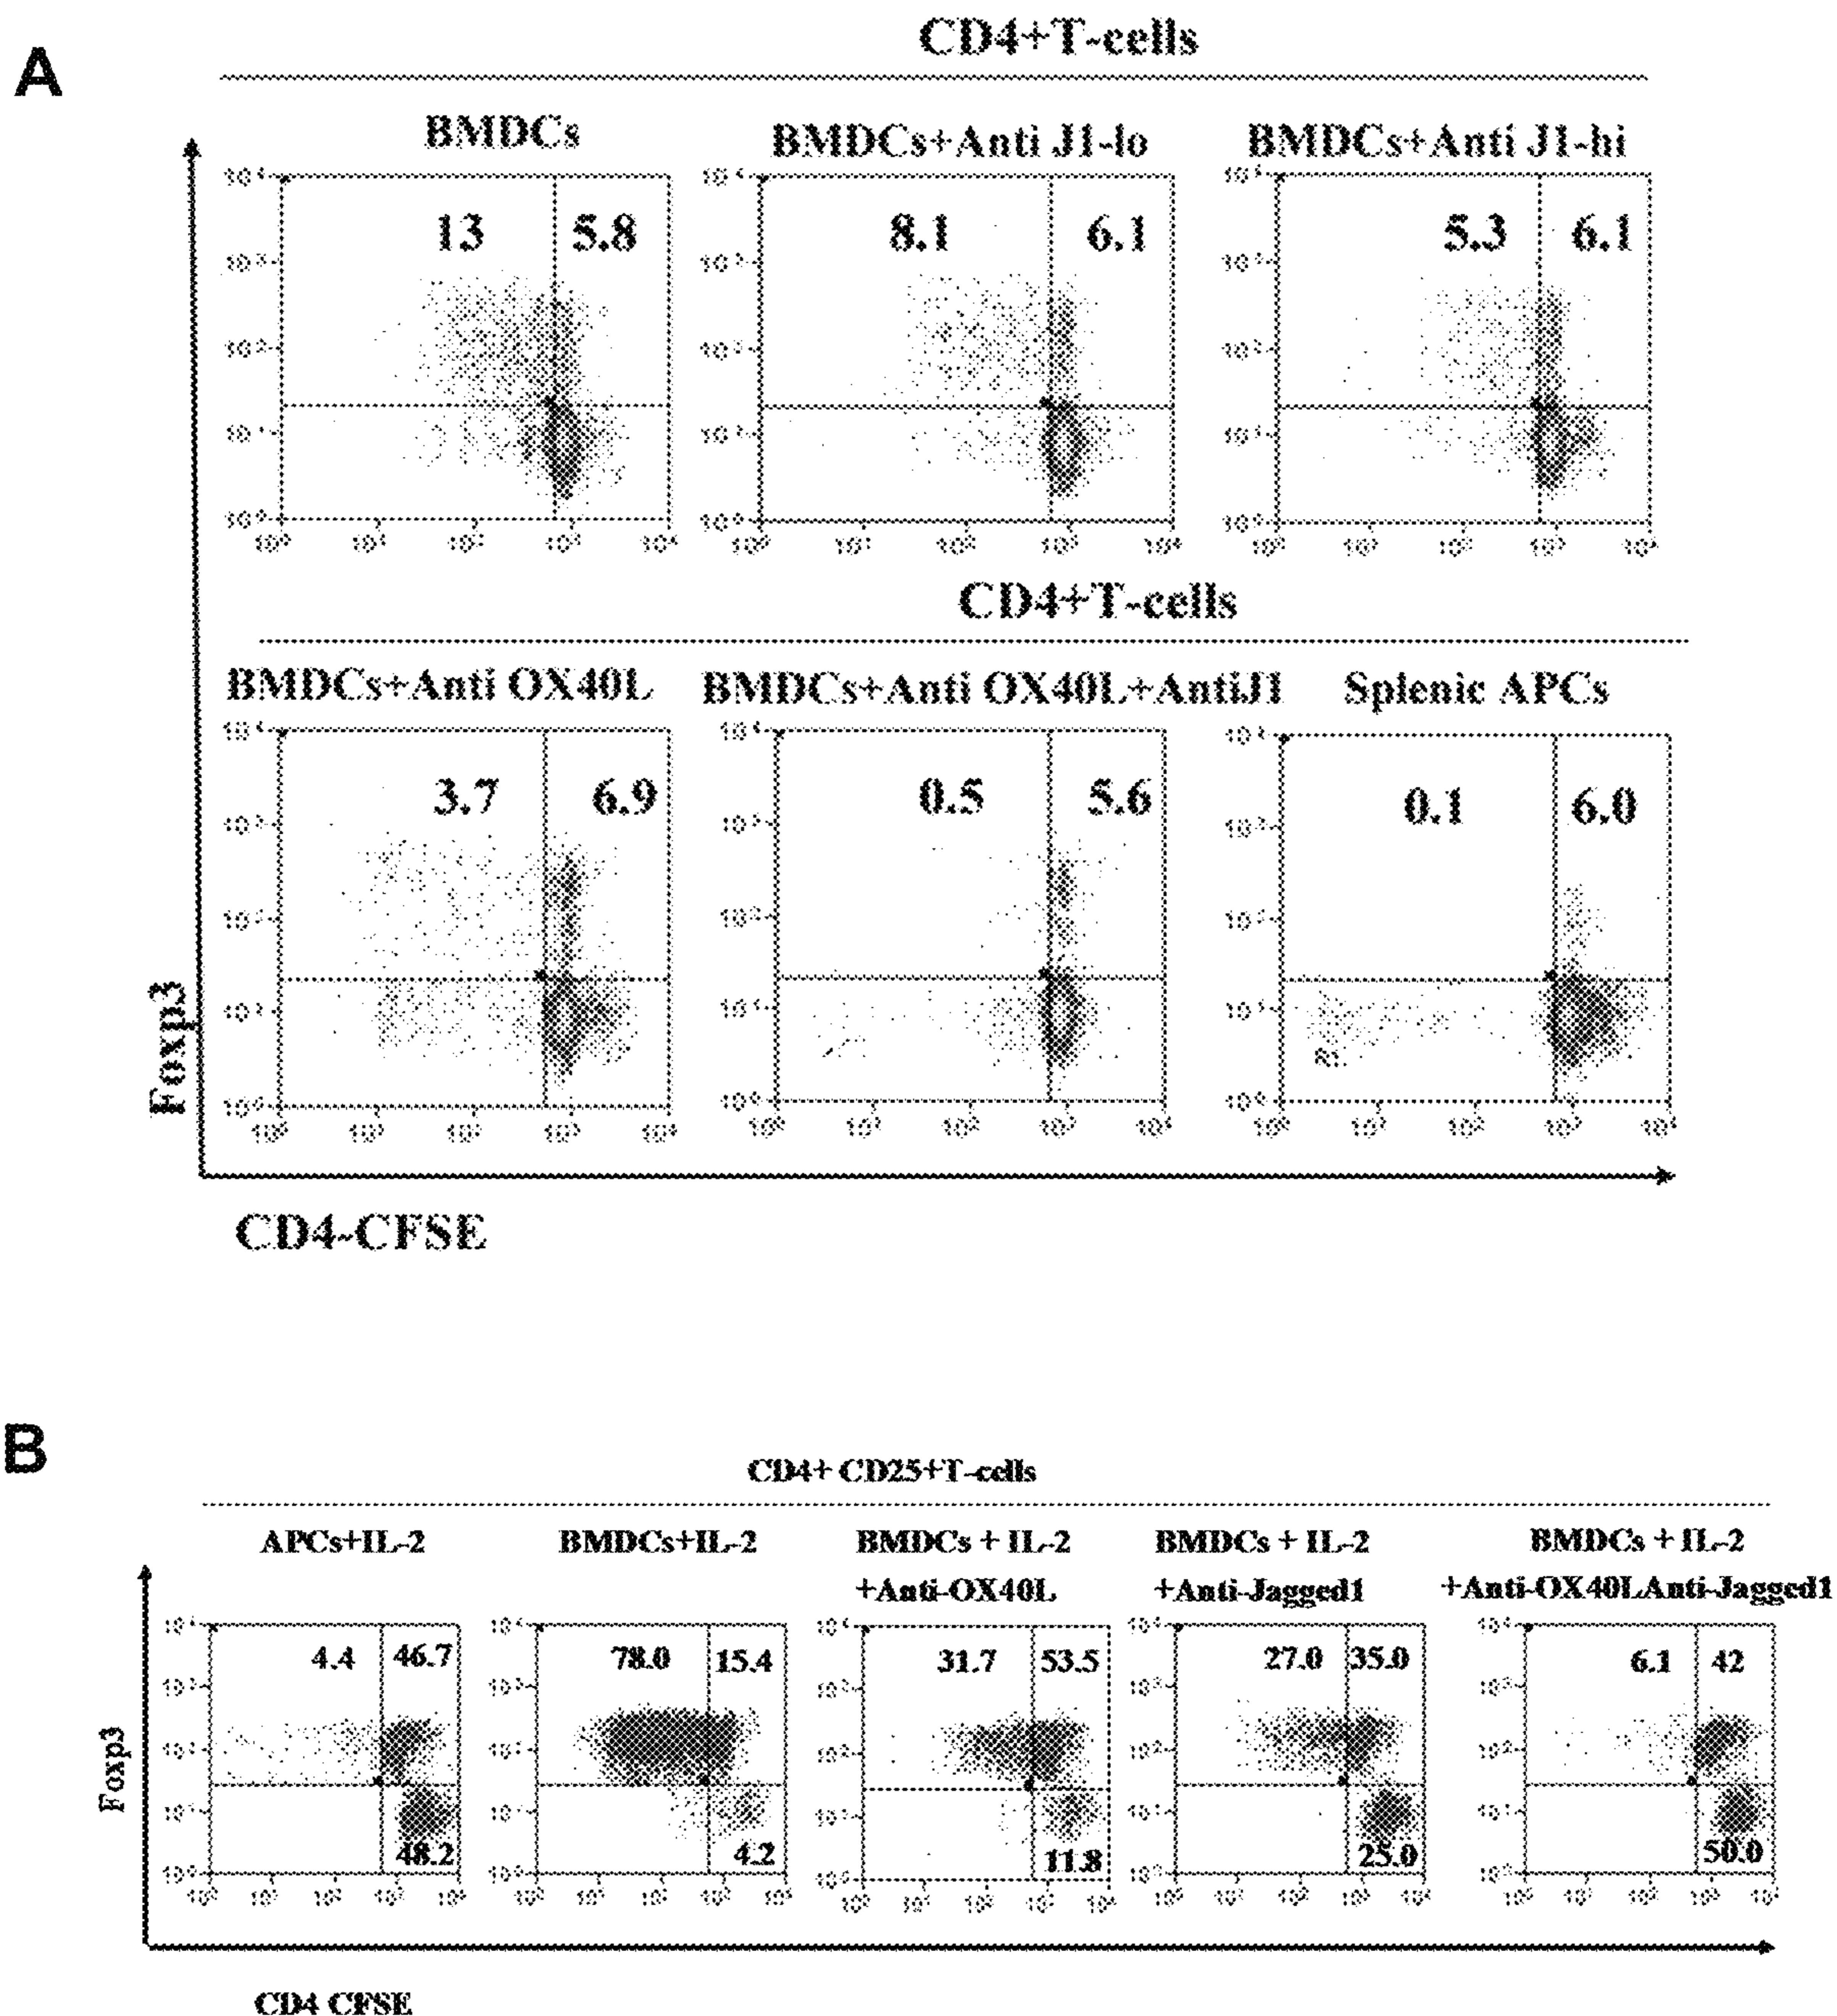 A
CD4+T-cells
BMDCs
BMDCs+Anti J1-lo
BMDCs+Anti J1-hi
13 5.8
8.1 6.1
5.3 6.1
CD4+T-cells
BMDCs+Anti OX40L
BMDCs+Anti OX40L+AntiJ1
Splenic APCs
3.7 6.9
0.5 5.6
0.1 6.0
Foxp3
CD4-CFSE
B
CD4+ CD25+T-cells
APCs+IL-2
BMDCs+IL-2
BMDCs + IL-2
+Anti-OX40L
BMDCs + IL-2
+Anti-Jagged1
BMDCs + IL-2
+Anti-OX40LAnti-Jagged1
4.4 46.7
48.2
78.0 15.4
4.2
31.7 53.5
11.8
27.0 35.0
25.0
6.1 42
50.0
Foxp3
CD4 CFSE